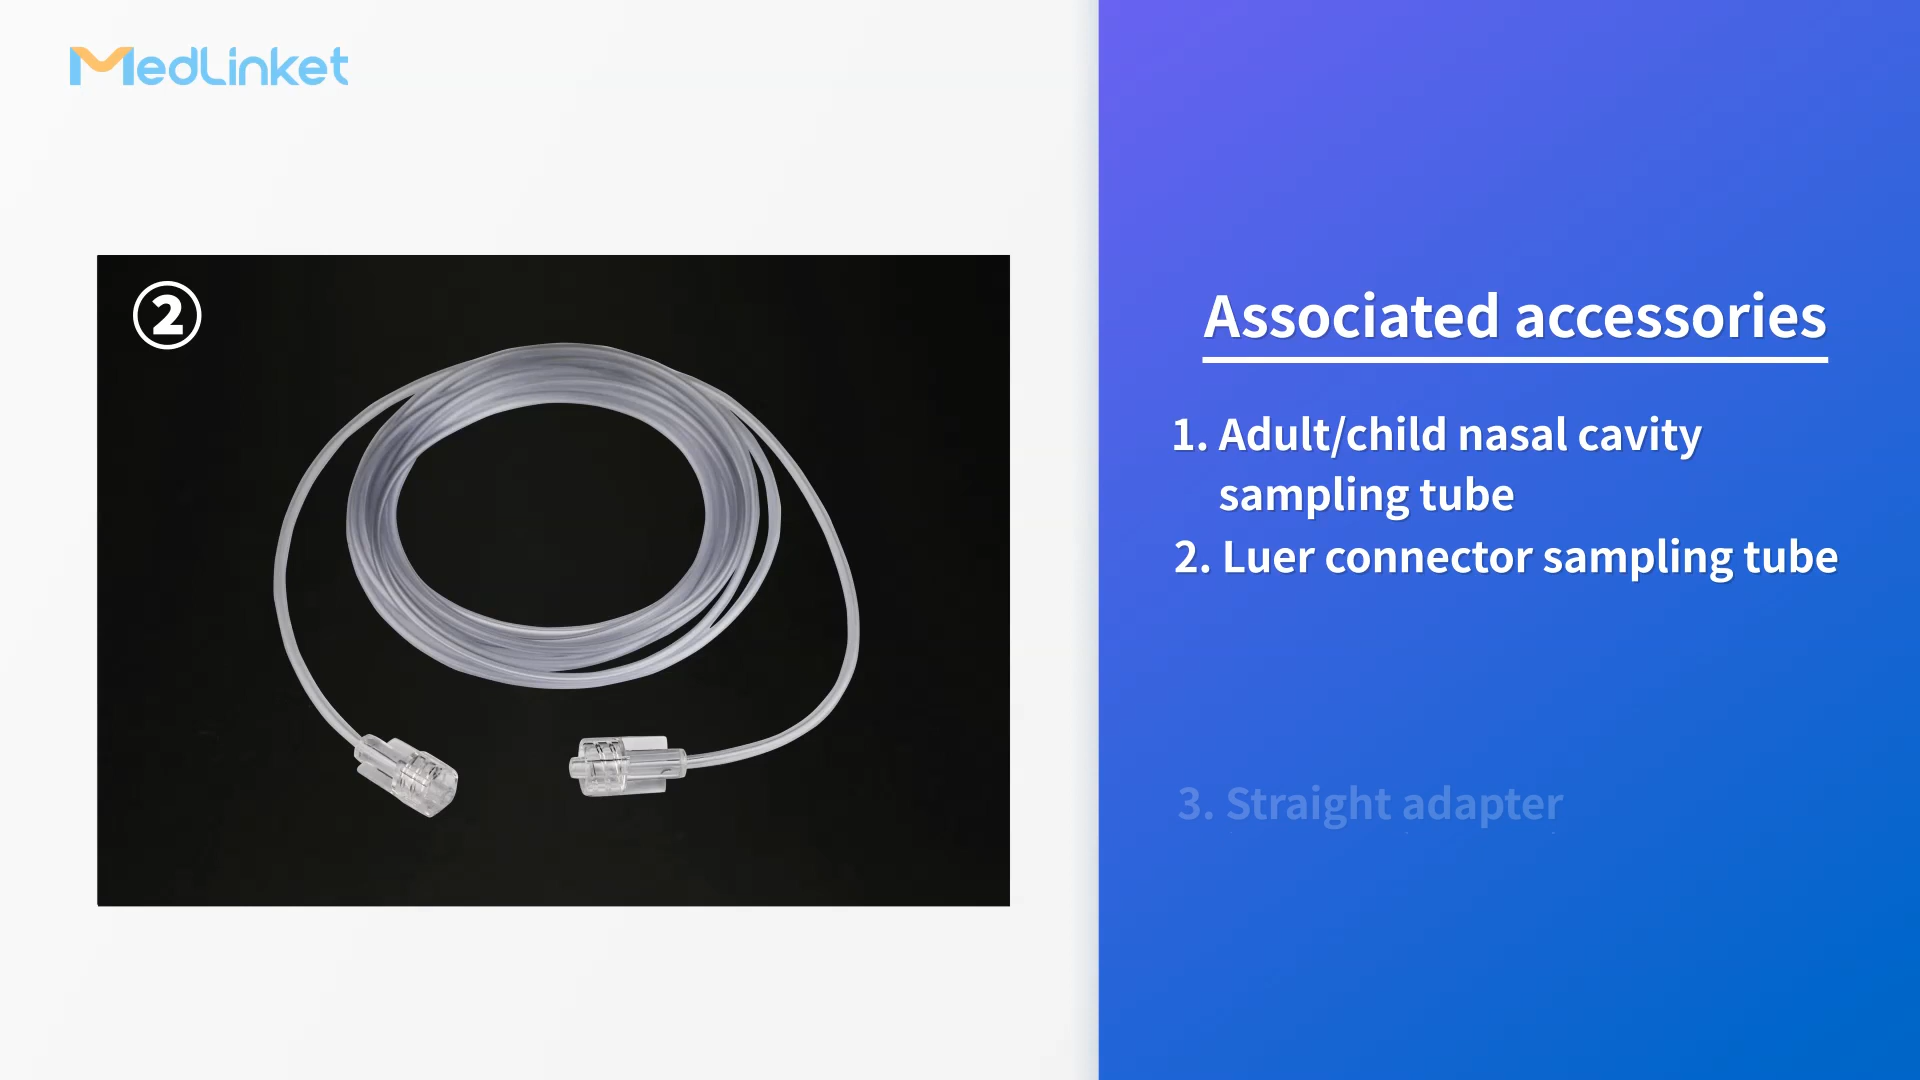 MedLinket
②
Associated accessories
1. Adult/child nasal cavity
sampling tube
2. Luer connector sampling tube
3. Straight adapter